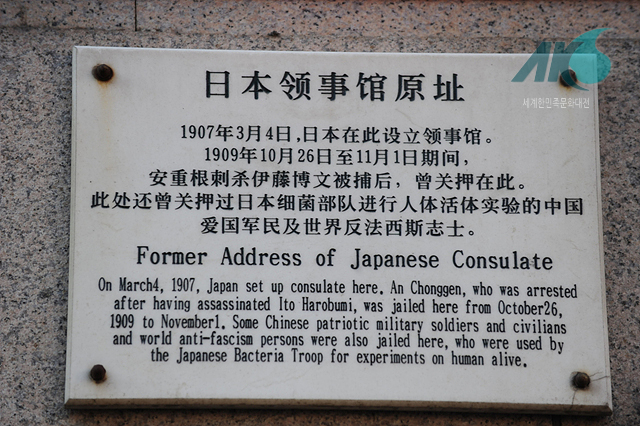 AKS
세계한민족문화대전
日本领事馆原址
1907年3月4日,日本在此设立领事馆。
1909年10月26日至11月1日期间，
安重根刺杀伊藤博文被捕后，曾关押在此。
此处还曾关押过日本细菌部队进行人体活体实验的中国
爱国军民及世界反法西斯志士。
Former Address of Japanese Consulate
On March4, 1907, Japan set up consulate here. An Chonggen, who was arrested
after having assassinated Ito Harobumi, was jailed here from October26,
1909 to November1. Some Chinese patriotic military soldiers and civilians
and world anti-fascism persons were also jailed here, who were used by
the Japanese Bacteria Troop for experiments on human alive.